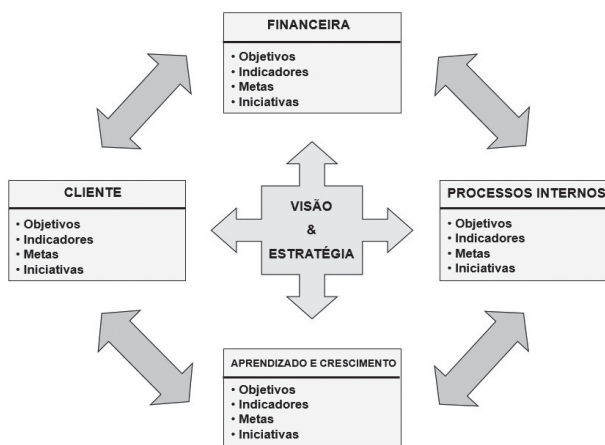 FINANCEIRA
• Objetivos
• Indicadores
• Metas
• Iniciativas
CLIENTE
• Objetivos
• Indicadores
• Metas
• Iniciativas
VISÃO
&
ESTRATÉGIA
PROCESSOS INTERNOS
• Objetivos
• Indicadores
• Metas
• Iniciativas
APRENDIZADO E CRESCIMENTO
• Objetivos
• Indicadores
• Metas
• Iniciativas